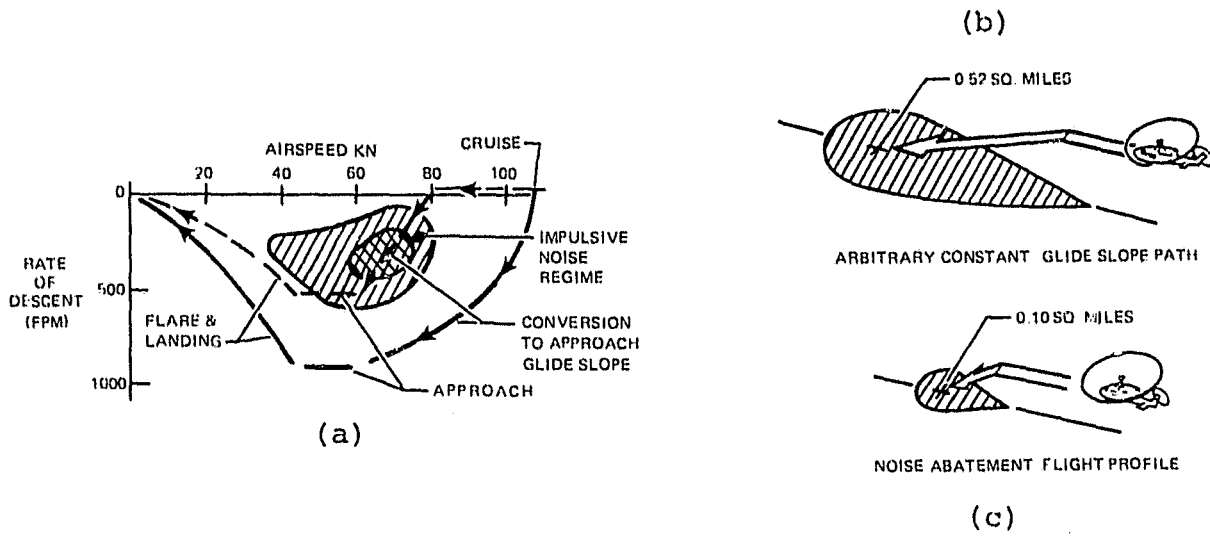 (b)
0.52 SQ. MILES
ARBITRARY CONSTANT GLIDE SLOPE PATH
0.10 SQ MILES
NOISE ABATEMENT FLIGHT PROFILE
(c)
CRUISE
AIRSPEED KN
20 40 60 80 100
0
500
1000
RATE
OF
DESCENT
(FPM)
FLARE &
LANDING
IMPULSIVE
NOISE
REGIME
CONVERSION
TO APPROACH
GLIDE SLOPE
APPROACH
(a)